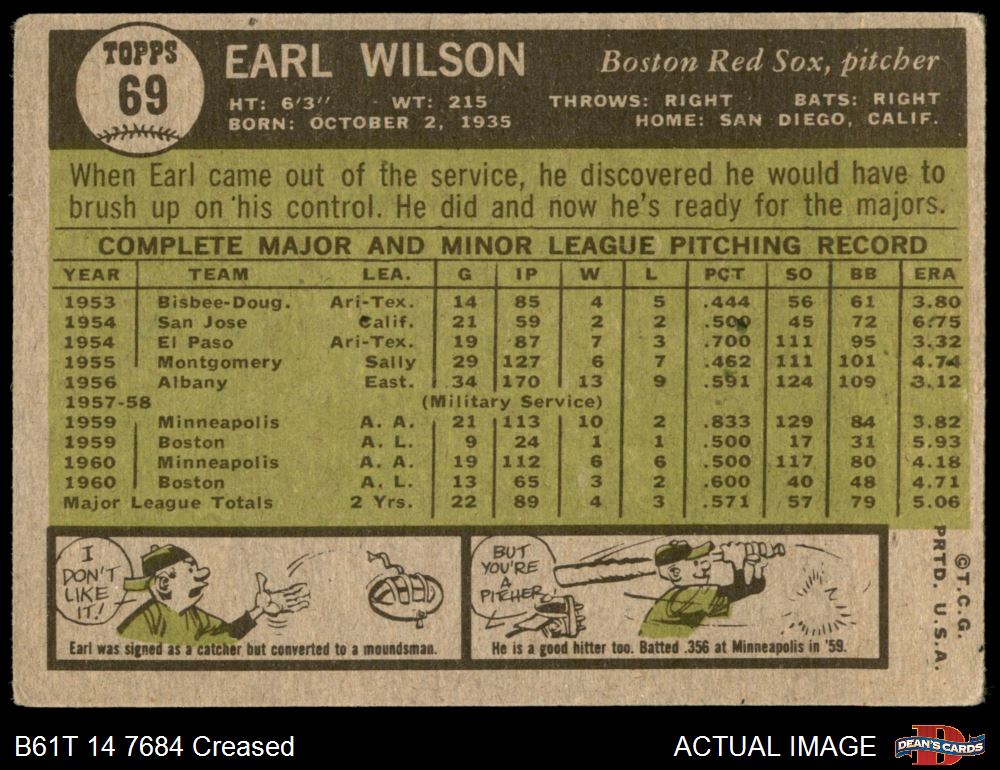 TOPPS
69
EARL WILSON
Boston Red Sox, pitcher
HT: 6'3" WT: 215 THROWS: RIGHT BATS: RIGHT
BORN: OCTOBER 2, 1935 HOME: SAN DIEGO, CALIF.
When Earl came out of the service, he discovered he would have to
brush up on his control. He did and now he's ready for the majors.
COMPLETE MAJOR AND MINOR LEAGUE PITCHING RECORD
YEAR TEAM LEA. G IP W L PCT SO BB ERA
1953 Bisbee-Doug. Ari-Tex. 14 85 4 5 .444 56 61 3.80
1954 San Jose Calif. 21 59 2 2 .500 45 72 6.75
1954 El Paso Ari-Tex. 19 87 7 3 .700 111 95 3.32
1955 Montgomery Sally 29 127 6 7 .462 111 101 4.74
1956 Albany East. 34 170 13 9 .591 124 109 3.12
1957-58 (Military Service)
1959 Minneapolis A. A. 21 113 10 2 .833 129 84 3.82
1959 Boston A. L. 9 24 1 1 .500 17 31 5.93
1960 Minneapolis A. A. 19 112 6 6 .500 117 80 4.18
1960 Boston A. L. 13 65 3 2 .600 40 48 4.71
Major League Totals 2 Yrs. 22 89 4 3 .571 57 79 5.06
I
DON'T
LIKE
IT!
Earl was signed as a catcher but converted to a moundsman.
BUT
YOU'RE
A
PITCHER
He is a good hitter too. Batted .356 at Minneapolis in '59.
©T.C.G.
PRTD. U.S.A.
B61T 14 7684 Creased
ACTUAL IMAGE
D
DEAN'S CARDS